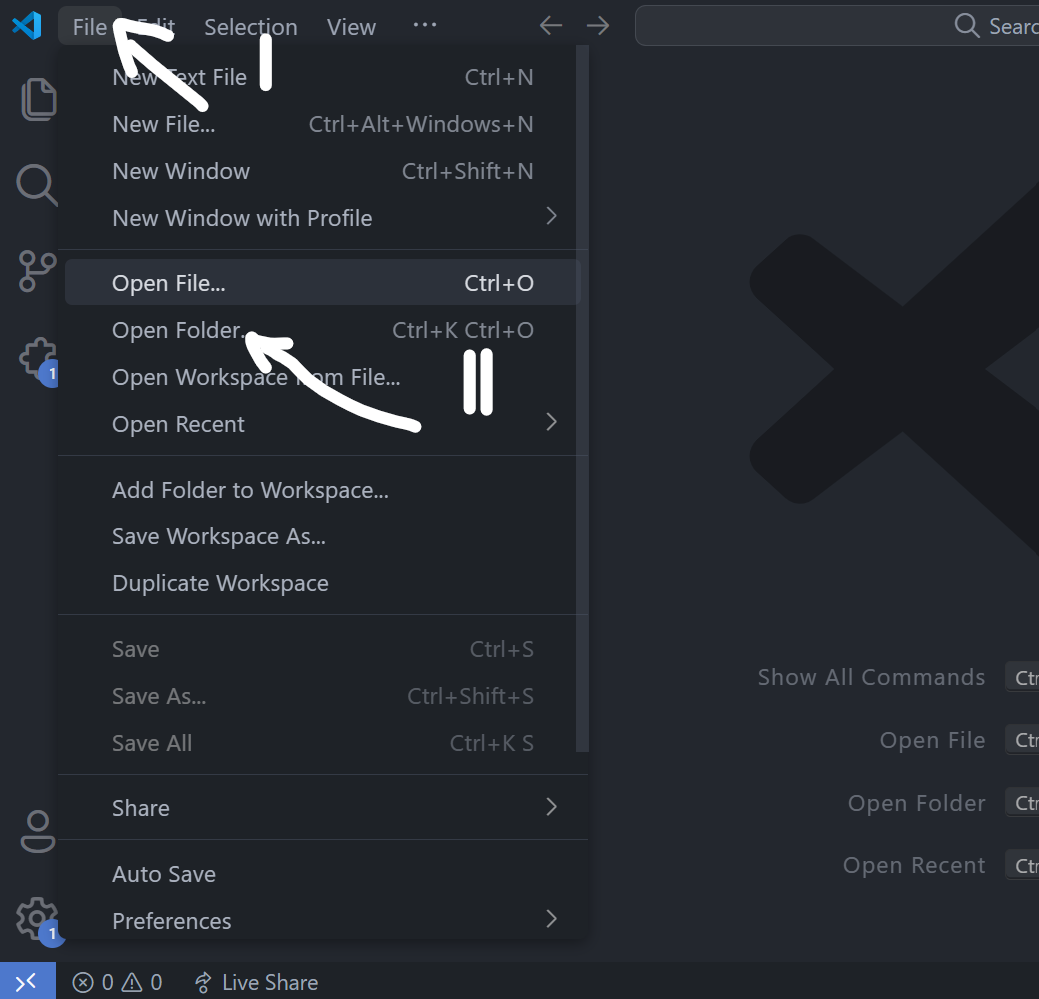 File Edit Selection View ··· Searc
New Text File Ctrl+N
New File... Ctrl+Alt+Windows+N
New Window Ctrl+Shift+N
New Window with Profile
Open File... Ctrl+O
Open Folder. Ctrl+K Ctrl+O
Open Workspace from File...
Open Recent
Add Folder to Workspace...
Save Workspace As...
Duplicate Workspace
Save Ctrl+S
Save As... Ctrl+Shift+S
Save All Ctrl+K S
Share
Auto Save
Preferences
I
II
1
1
Show All Commands Ctr
Open File Ctr
Open Folder Ctr
Open Recent Ctr
0 0 Live Share